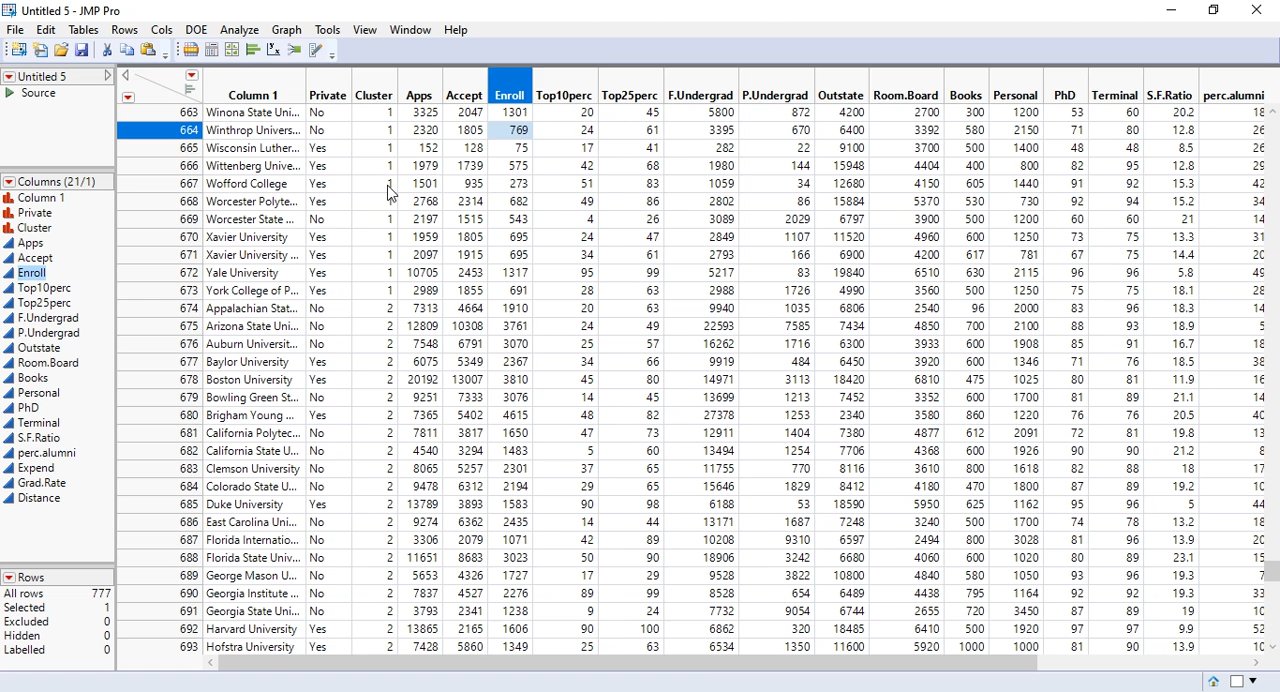 Untitled 5 - JMP Pro
File Edit Tables Rows Cols DOE Analyze Graph Tools View Window Help
Untitled 5
Source
Columns (21/1)
Column 1
Private
Cluster
Apps
Accept
Enroll
Top10perc
Top25perc
F.Undergrad
P.Undergrad
Outstate
Room.Board
Books
Personal
PhD
Terminal
S.F.Ratio
perc.alumni
Expend
Grad.Rate
Distance
Rows
All rows 777
Selected 1
Excluded 0
Hidden 0
Labelled 0
Column 1 Private Cluster Apps Accept Enroll Top10perc Top25perc F.Undergrad P.Undergrad Outstate Room.Board Books Personal PhD Terminal S.F.Ratio perc.alumni
663 Winona State Uni... No 1 3325 2047 1301 20 45 5800 872 4200 2700 300 1200 53 60 20.2 18
664 Winthrop Univers... No 1 2320 1805 769 24 61 3395 670 6400 3392 580 2150 71 80 12.8 26
665 Wisconsin Luther... Yes 1 152 128 75 17 41 282 22 9100 3700 500 1400 48 48 8.5 26
666 Wittenberg Unive... Yes 1 1979 1739 575 42 68 1980 144 15948 4404 400 800 82 95 12.8 29
667 Wofford College Yes 1 1501 935 273 51 83 1059 34 12680 4150 605 1440 91 92 15.3 42
668 Worcester Polyte... Yes 2768 2314 682 49 86 2802 86 15884 5370 530 730 92 94 15.2 34
669 Worcester State ... No 1 2197 1515 543 4 26 3089 2029 6797 3900 500 1200 60 60 21 14
670 Xavier University Yes 1 1959 1805 695 24 47 2849 1107 11520 4960 600 1250 73 75 13.3 31
671 Xavier University ... Yes 1 2097 1915 695 34 61 2793 166 6900 4200 617 781 67 75 14.4 20
672 Yale University Yes 1 10705 2453 1317 95 99 5217 83 19840 6510 630 2115 96 96 5.8 49
673 York College of P... Yes 1 2989 1855 691 28 63 2988 1726 4990 3560 500 1250 75 75 18.1 28
674 Appalachian Stat... No 2 7313 4664 1910 20 63 9940 1035 6806 2540 96 2000 83 96 18.3 14
675 Arizona State Uni... No 2 12809 10308 3761 24 49 22593 7585 7434 4850 700 2100 88 93 18.9 5
676 Auburn Universit... No 2 7548 6791 3070 25 57 16262 1716 6300 3933 600 1908 85 91 16.7 18
677 Baylor University Yes 2 6075 5349 2367 34 66 9919 484 6450 3920 600 1346 71 76 18.5 38
678 Boston University Yes 2 20192 13007 3810 45 80 14971 3113 18420 6810 475 1025 80 81 11.9 16
679 Bowling Green St... No 2 9251 7333 3076 14 45 13699 1213 7452 3352 600 1700 81 89 21.1 14
680 Brigham Young ... Yes 2 7365 5402 4615 48 82 27378 1253 2340 3580 860 1220 76 76 20.5 40
681 California Polytec... No 2 7811 3817 1650 47 73 12911 1404 7380 4877 612 2091 72 81 19.8 13
682 California State U... No 2 4540 3294 1483 5 60 13494 1254 7706 4368 600 1926 90 90 21.2 8
683 Clemson University No 2 8065 5257 2301 37 65 11755 770 8116 3610 800 1618 82 88 18 17
684 Colorado State U... No 2 9478 6312 2194 29 65 15646 1829 8412 4180 470 1800 87 89 19.2 10
685 Duke University Yes 2 13789 3893 1583 90 98 6188 53 18590 5950 625 1162 95 96 5 44
686 East Carolina Uni... No 2 9274 6362 2435 14 44 13171 1687 7248 3240 500 1700 74 78 13.2 18
687 Florida Internatio... No 2 3306 2079 1071 42 89 10208 9310 6597 2494 800 3028 81 96 13.9 20
688 Florida State Univ... No 2 11651 8683 3023 50 90 18906 3242 6680 4060 600 1020 80 89 23.1 15
689 George Mason U... No 2 5653 4326 1727 17 29 9528 3822 10800 4840 580 1050 93 96 19.3 7
690 Georgia Institute ... No 2 7837 4527 2276 89 99 8528 654 6489 4438 795 1164 92 92 19.3 33
691 Georgia State Uni... No 2 3793 2341 1238 9 24 7732 9054 6744 2655 720 3450 87 89 19 10
692 Harvard University Yes 2 13865 2165 1606 90 100 6862 320 18485 6410 500 1920 97 97 9.9 52
693 Hofstra University Yes 2 7428 5860 1349 25 63 6534 1350 11600 5920 1000 1000 81 90 13.9 10